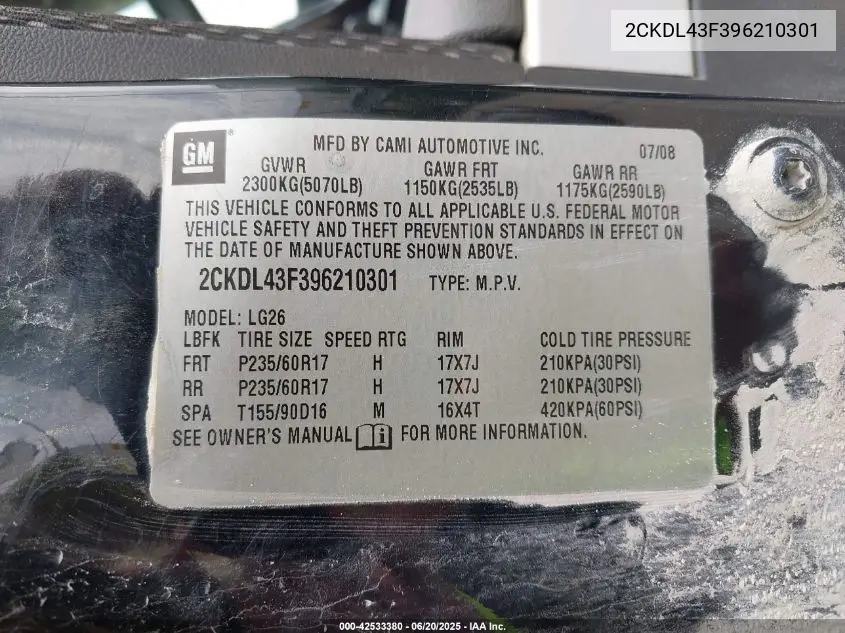 2CKDL43F396210301
GM®
MFD BY CAMI AUTOMOTIVE INC. 07/08
GVWR GAWR FRT GAWR RR
2300KG(5070LB) 1150KG(2535LB) 1175KG(2590LB)
THIS VEHICLE CONFORMS TO ALL APPLICABLE U.S. FEDERAL MOTOR
VEHICLE SAFETY AND THEFT PREVENTION STANDARDS IN EFFECT ON
THE DATE OF MANUFACTURE SHOWN ABOVE.
2CKDL43F396210301 TYPE: M.P.V.
MODEL: LG26
LBFK TIRE SIZE SPEED RTG RIM COLD TIRE PRESSURE
FRT P235/60R17 H 17X7J 210KPA(30PSI)
RR P235/60R17 H 17X7J 210KPA(30PSI)
SPA T155/90D16 M 16X4T 420KPA(60PSI)
SEE OWNER'S MANUAL i FOR MORE INFORMATION.
000-42533380 - 06/20/2025 - IAA Inc.